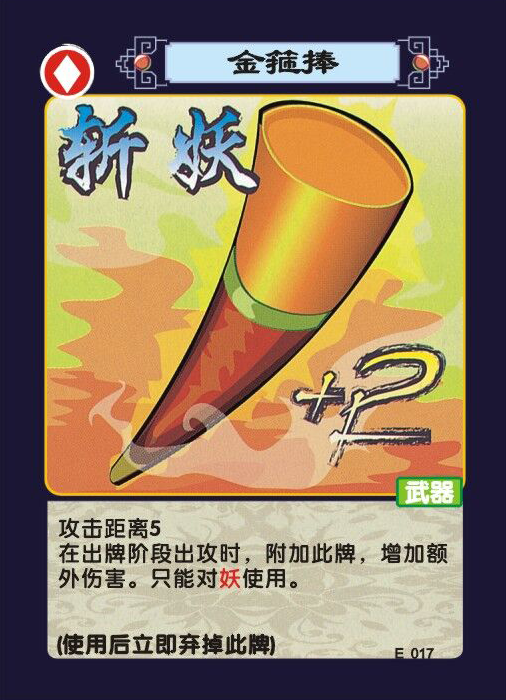 金箍捧
斩 妖
+2
武器
攻击距离5
在出牌阶段出攻时，附加此牌，增加额
外伤害。只能对妖使用。
(使用后立即弃掉此牌)
E 017